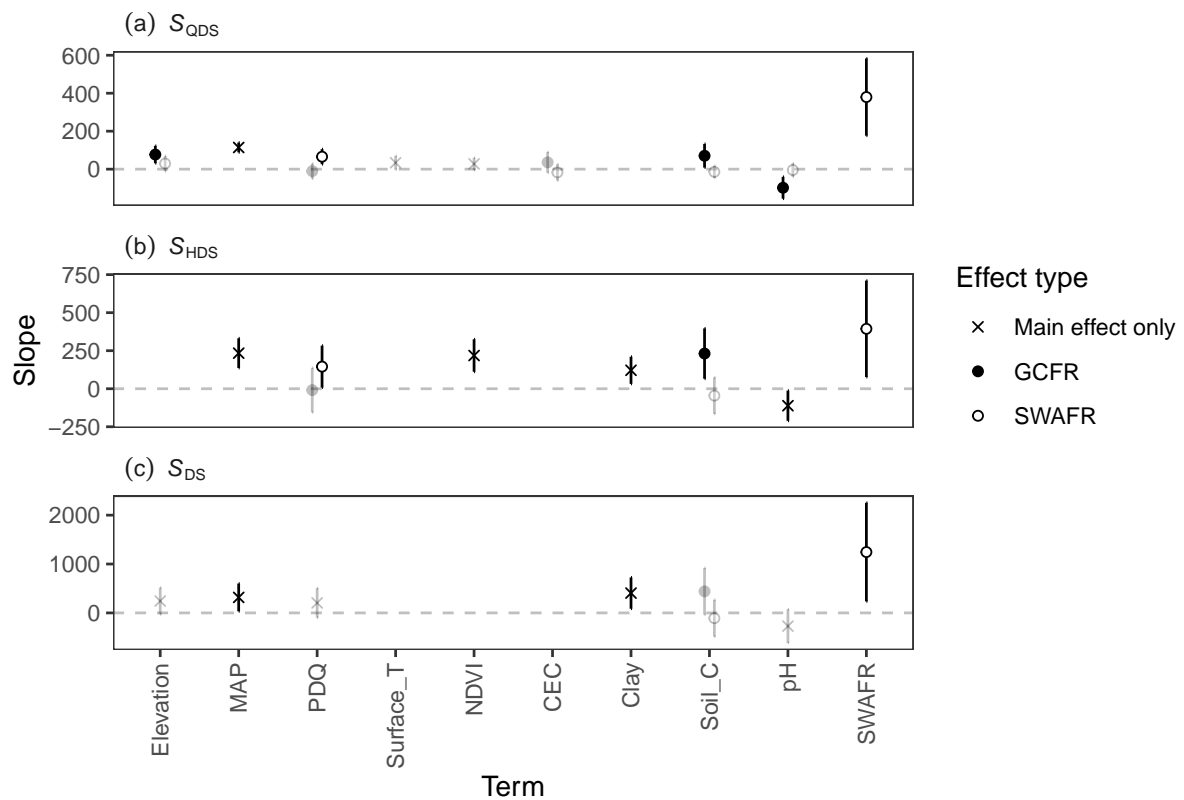 (a) SQDS
600
400
200
0
(b) SHDS
750
500
250
0
−250
(c) SDS
2000
1000
0
Slope
Elevation
MAP
PDQ
Surface_T
NDVI
CEC
Clay
Soil_C
pH
SWAFR
Term
Effect type
Main effect only
GCFR
SWAFR